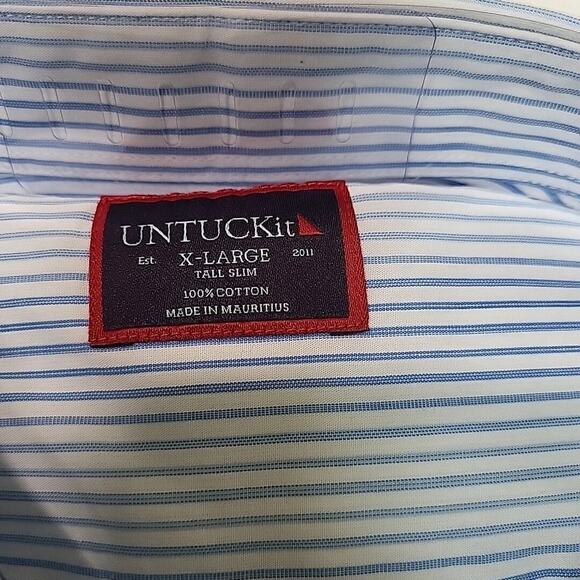 UNTUCKit
Est. X-LARGE 2011
TALL SLIM
100% COTTON
MADE IN MAURITIUS